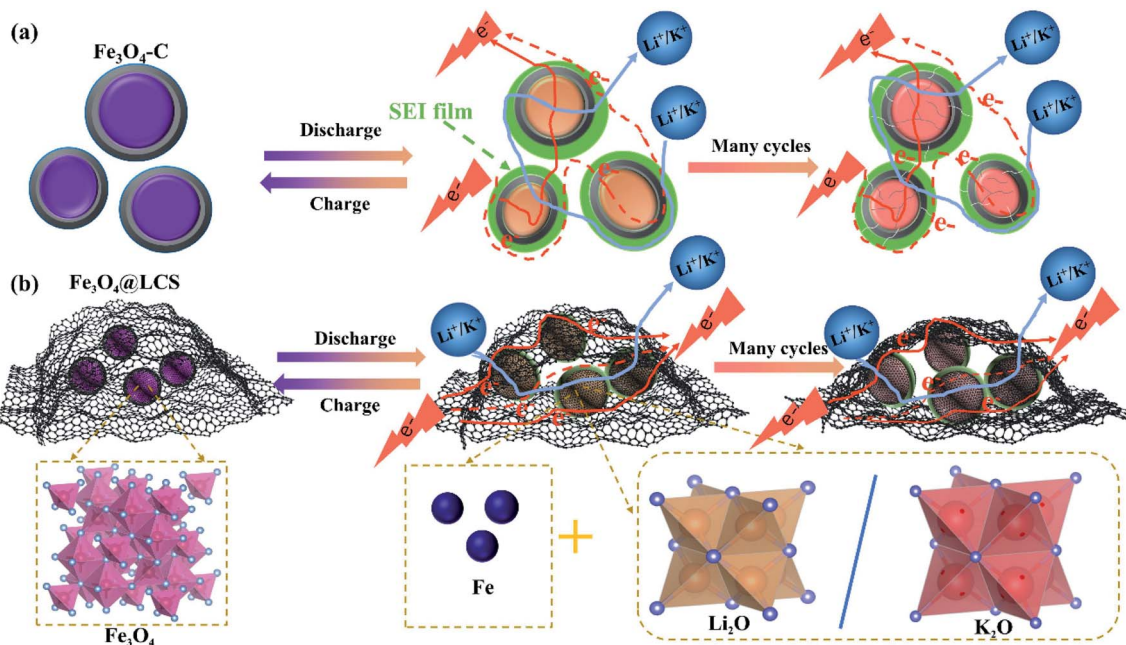 (a)
Fe₃O₄-C
Discharge
Charge
SEI film
e⁻
Li⁺/K⁺
e-
Li⁺/K⁺
e-
e⁻
e-
Many cycles
e⁻
Li⁺/K⁺
e-
Li⁺/K⁺
e-
e-
e⁻
e-
(b)
Fe₃O₄@LCS
Discharge
Charge
Li⁺/K⁺
Li⁺/K⁺
e-
e-
e-
e-
e⁻
e⁻
Many cycles
Li⁺/K⁺
Li⁺/K⁺
e-
e-
e⁻
e⁻
Fe₃O₄
Fe
+
Li₂O
K₂O